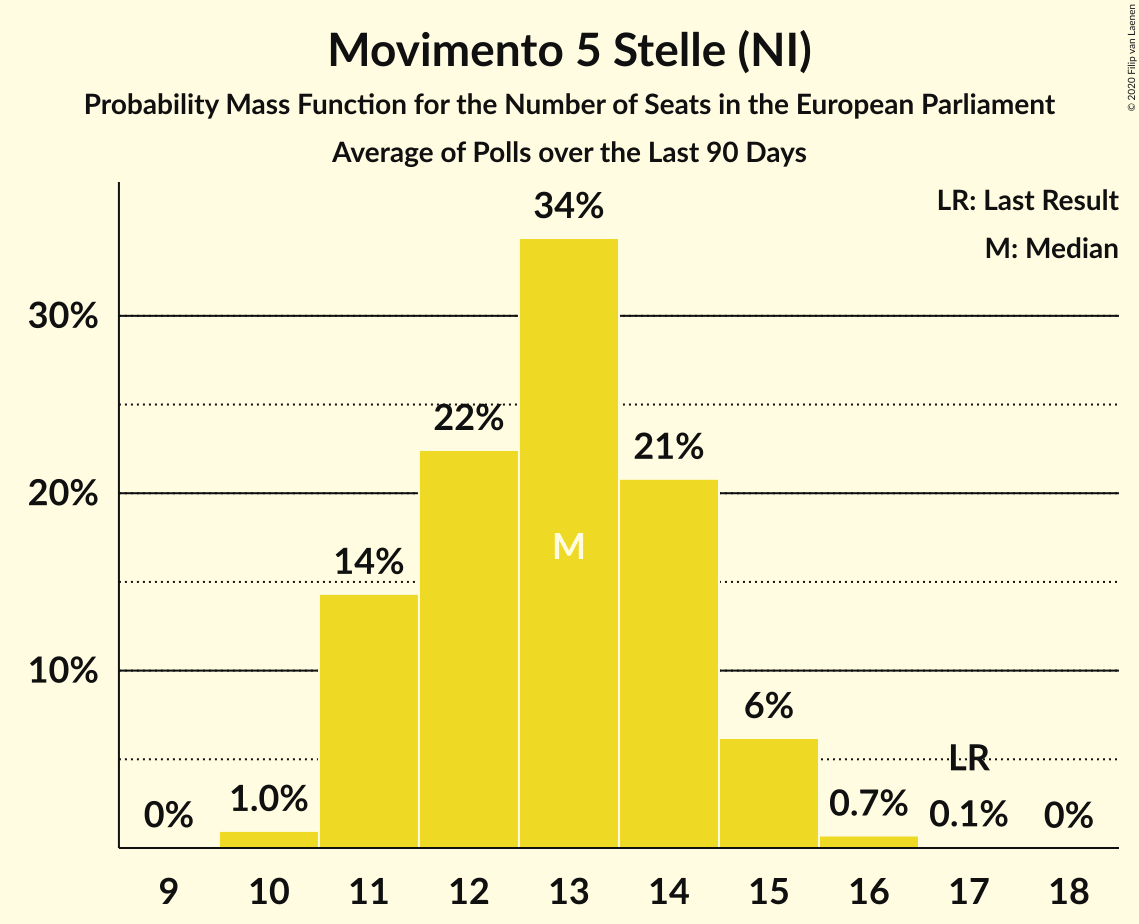 Movimento 5 Stelle (NI)
Probability Mass Function for the Number of Seats in the European Parliament
Average of Polls over the Last 90 Days
© 2020 Filip van Laenen
LR: Last Result
M: Median
34%
30%
22%
21%
20%
M
14%
10%
6%
LR
0%
1.0%
0.7%
0.1%
0%
9 10 11 12 13 14 15 16 17 18